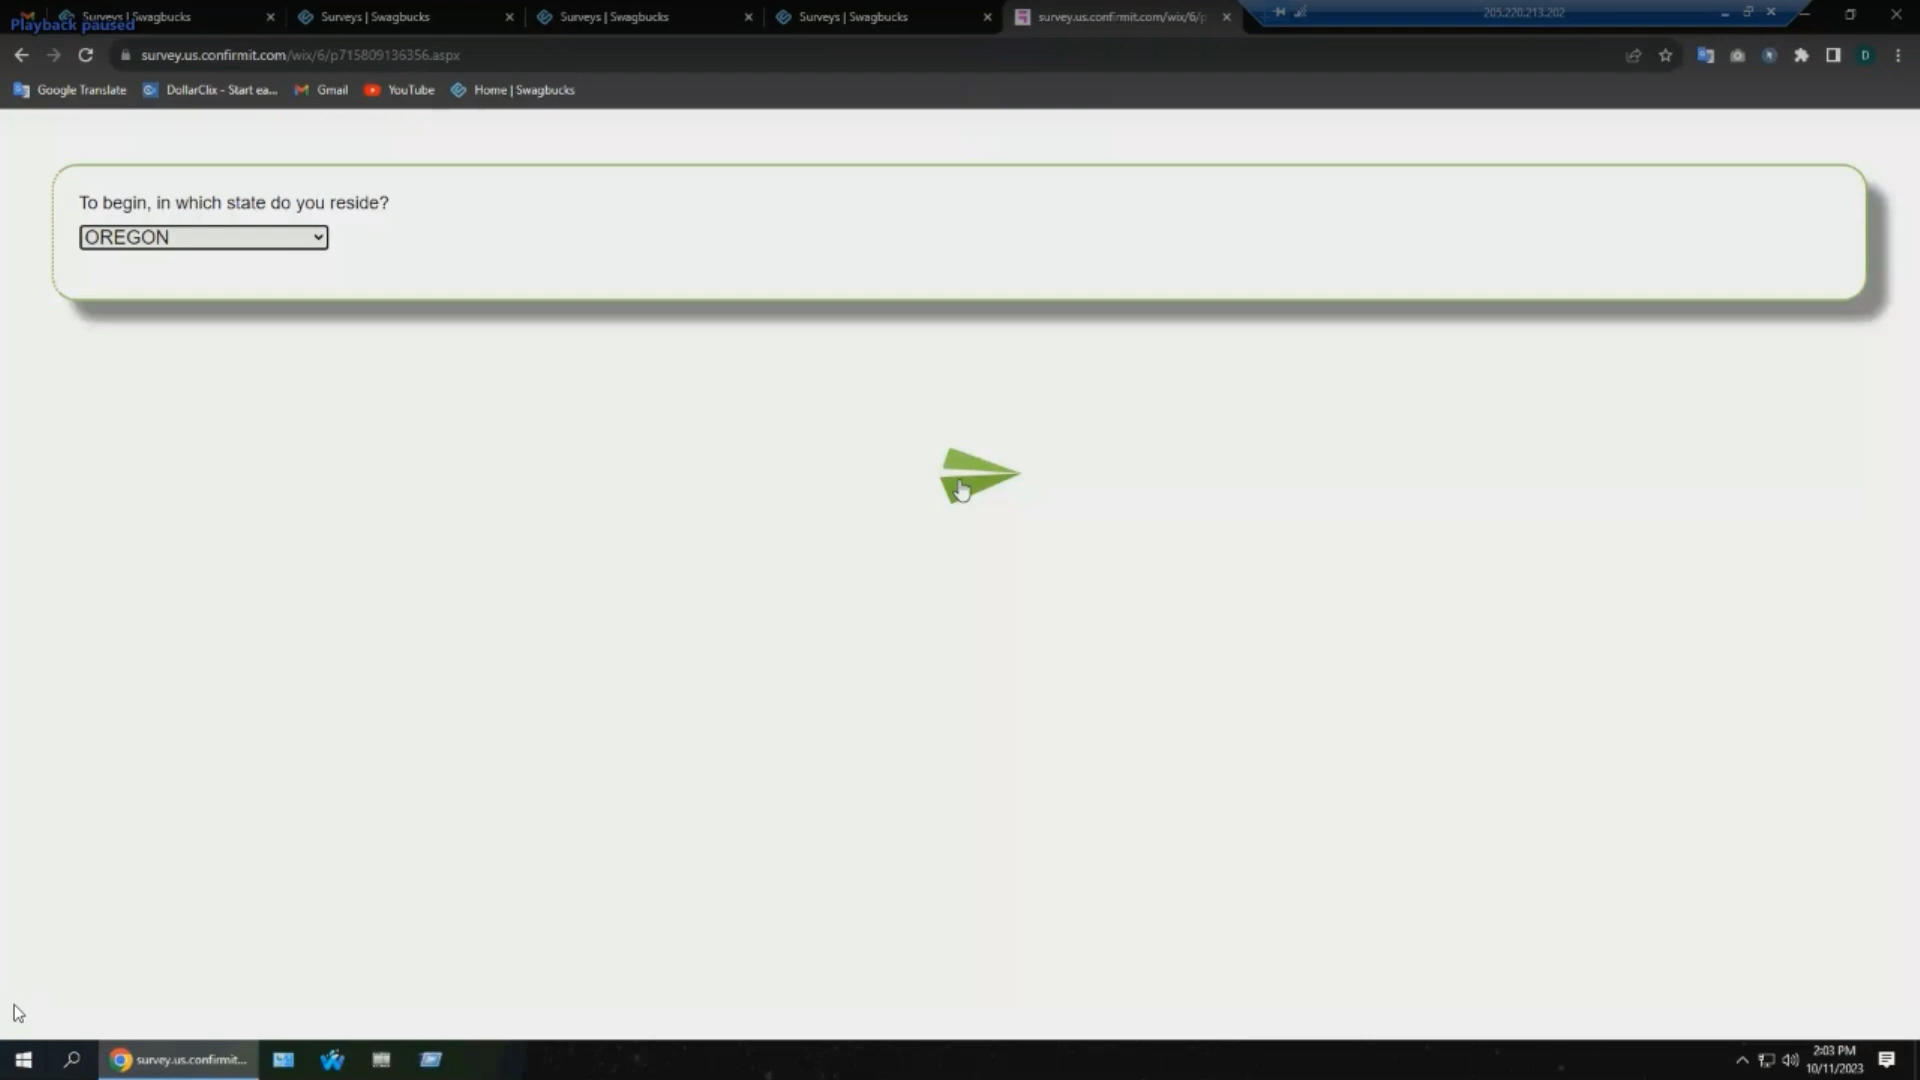 Playback paused
Surveys | Swagbucks
Surveys | Swagbucks
Surveys | Swagbucks
Surveys | Swagbucks
survey.us.confirmit.com/wix/6/p
205.220.213.202
survey.us.confirmit.com/wix/6/p715809136356.aspx
D
Google Translate
DollarClix - Start ea...
Gmail
YouTube
Home | Swagbucks
To begin, in which state do you reside?
OREGON
survey.us.confirmit...
2:03 PM
10/11/2023